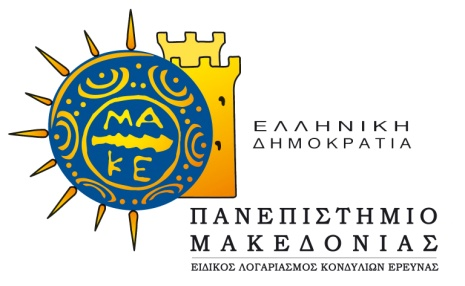 ΜΑ
ΚΕ
ΕΛΛΗΝΙΚΗ
ΔΗΜΟΚΡΑΤΙΑ
ΠΑΝΕΠΙΣΤΗΜΙΟ
ΜΑΚΕΔΟΝΙΑΣ
ΕΙΔΙΚΟΣ ΛΟΓΑΡΙΑΣΜΟΣ ΚΟΝΔΥΛΙΩΝ ΕΡΕΥΝΑΣ